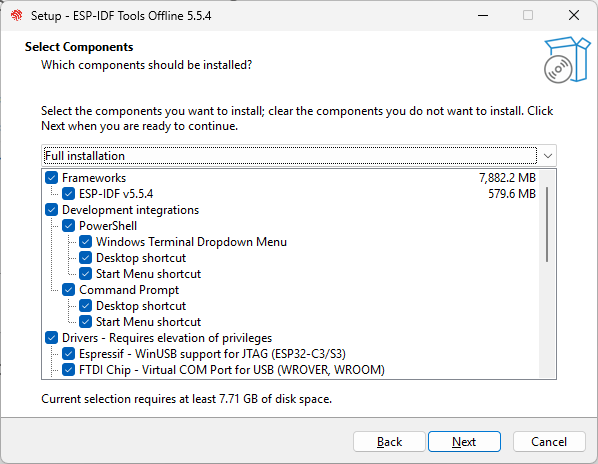 Setup - ESP-IDF Tools Offline 5.5.4
Select Components
Which components should be installed?
Select the components you want to install; clear the components you do not want to install. Click
Next when you are ready to continue.
Full installation
Frameworks 7,882.2 MB
ESP-IDF v5.5.4 579.6 MB
Development integrations
PowerShell
Windows Terminal Dropdown Menu
Desktop shortcut
Start Menu shortcut
Command Prompt
Desktop shortcut
Start Menu shortcut
Drivers - Requires elevation of privileges
Espressif - WinUSB support for JTAG (ESP32-C3/S3)
FTDI Chip - Virtual COM Port for USB (WROVER, WROOM)
Current selection requires at least 7.71 GB of disk space.
Back Next Cancel